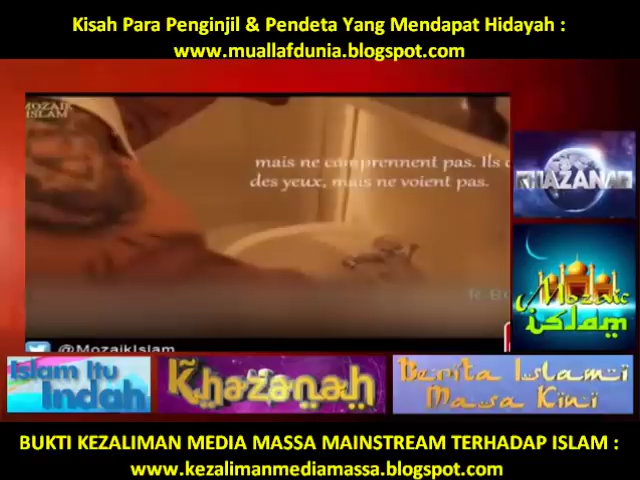 Kisah Para Penginjil & Pendeta Yang Mendapat Hidayah :
www.muallafdunia.blogspot.com
MOZAIK
ISLAM
mais ne comprennent pas. Ils
des yeux, mais ne voient pas.
KHAZANAH
Mozaic
islam
@MozaikIslam
Islam Itu
Indah
Khazanah
Berita Islami
Masa Kini
BUKTI KEZALIMAN MEDIA MASSA MAINSTREAM TERHADAP ISLAM :
www.kezalimanmediamassa.blogspot.com